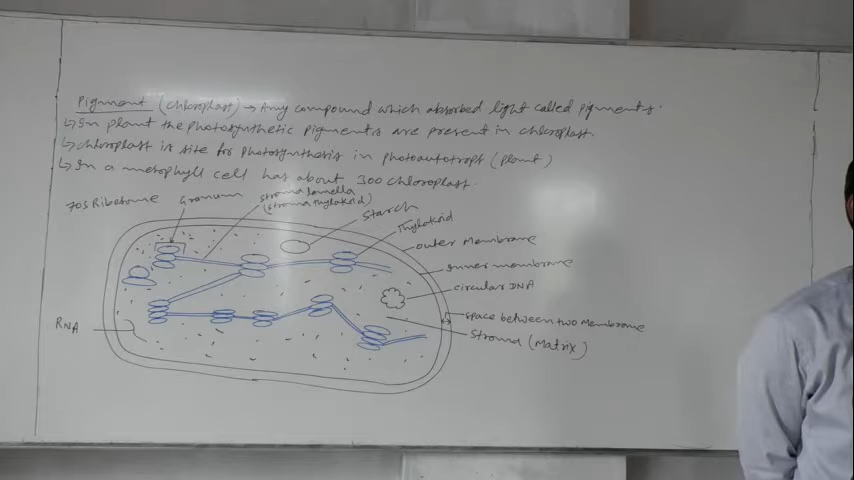 Pigment (chloroplast) → Any compound which absorbed light called pigments.
↳ In plant the photosynthetic pigments are present in chloroplast.
↳ chloroplast is site for photosynthesis in photoautotroph (plant)
↳ In a mesophyll cell has about 300 chloroplast.
70s Ribosome
Granum
Stroma lamella
(Stroma thylakoid)
Starch
Thylakoid
outer Membrane
Inner membrane
circular DNA
space between two Membrane
Stroma (Matrix)
RNA